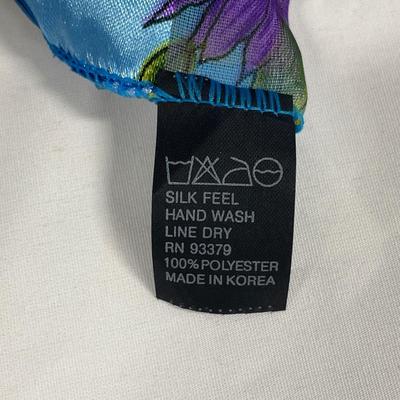 SILK FEEL
HAND WASH
LINE DRY
RN 93379
100% POLYESTER
MADE IN KOREA